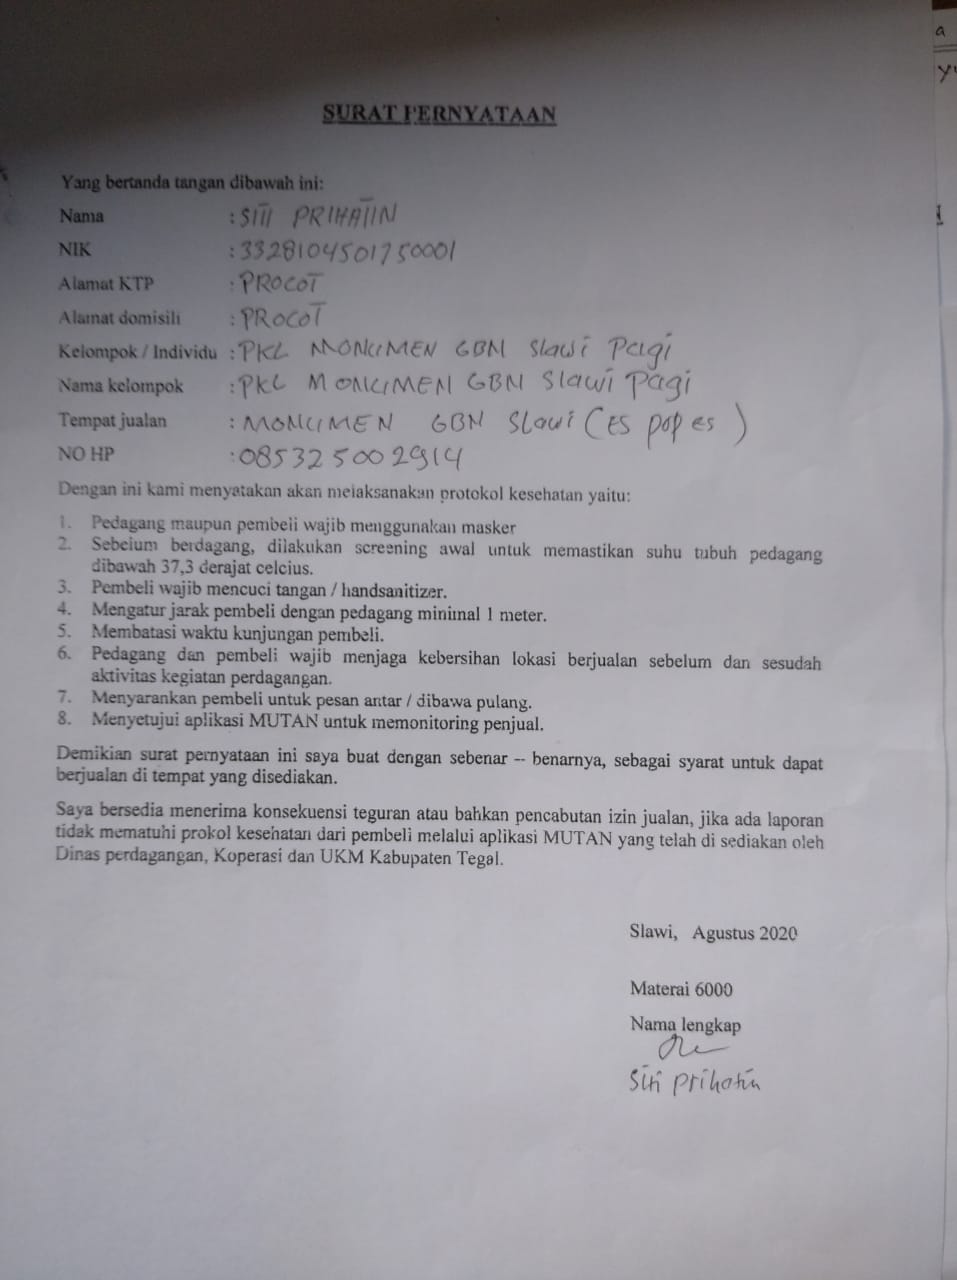 SURAT PERNYATAAN
Yang bertanda tangan dibawah ini:
Nama : SITI PRIHATIN
NIK : 3328104501750001
Alamat KTP : PROCOT
Alamat domisili : PROCOT
Kelompok / Individu : PKL MONUMEN GBN Slawi Pagi
Nama kelompok : PKL MONUMEN GBN Slawi Pagi
Tempat jualan : MONUMEN GBN Slawi (ES pop es)
NO HP : 085325002914
Dengan ini kami menyatakan akan melaksanakan protokol kesehatan yaitu:
1. Pedagang maupun pembeli wajib menggunakan masker
2. Sebelum berdagang, dilakukan screening awal untuk memastikan suhu tubuh pedagang
dibawah 37,3 derajat celcius.
3. Pembeli wajib mencuci tangan / handsanitizer.
4. Mengatur jarak pembeli dengan pedagang minimal 1 meter.
5. Membatasi waktu kunjungan pembeli.
6. Pedagang dan pembeli wajib menjaga kebersihan lokasi berjualan sebelum dan sesudah
aktivitas kegiatan perdagangan.
7. Menyarankan pembeli untuk pesan antar / dibawa pulang.
8. Menyetujui aplikasi MUTAN untuk memonitoring penjual.
Demikian surat pernyataan ini saya buat dengan sebenar -- benarnya, sebagai syarat untuk dapat
berjualan di tempat yang disediakan.
Saya bersedia menerima konsekuensi teguran atau bahkan pencabutan izin jualan, jika ada laporan
tidak mematuhi prokol kesehatan dari pembeli melalui aplikasi MUTAN yang telah di sediakan oleh
Dinas perdagangan, Koperasi dan UKM Kabupaten Tegal.
Slawi, Agustus 2020
Materai 6000
Nama lengkap
Siti prihatin